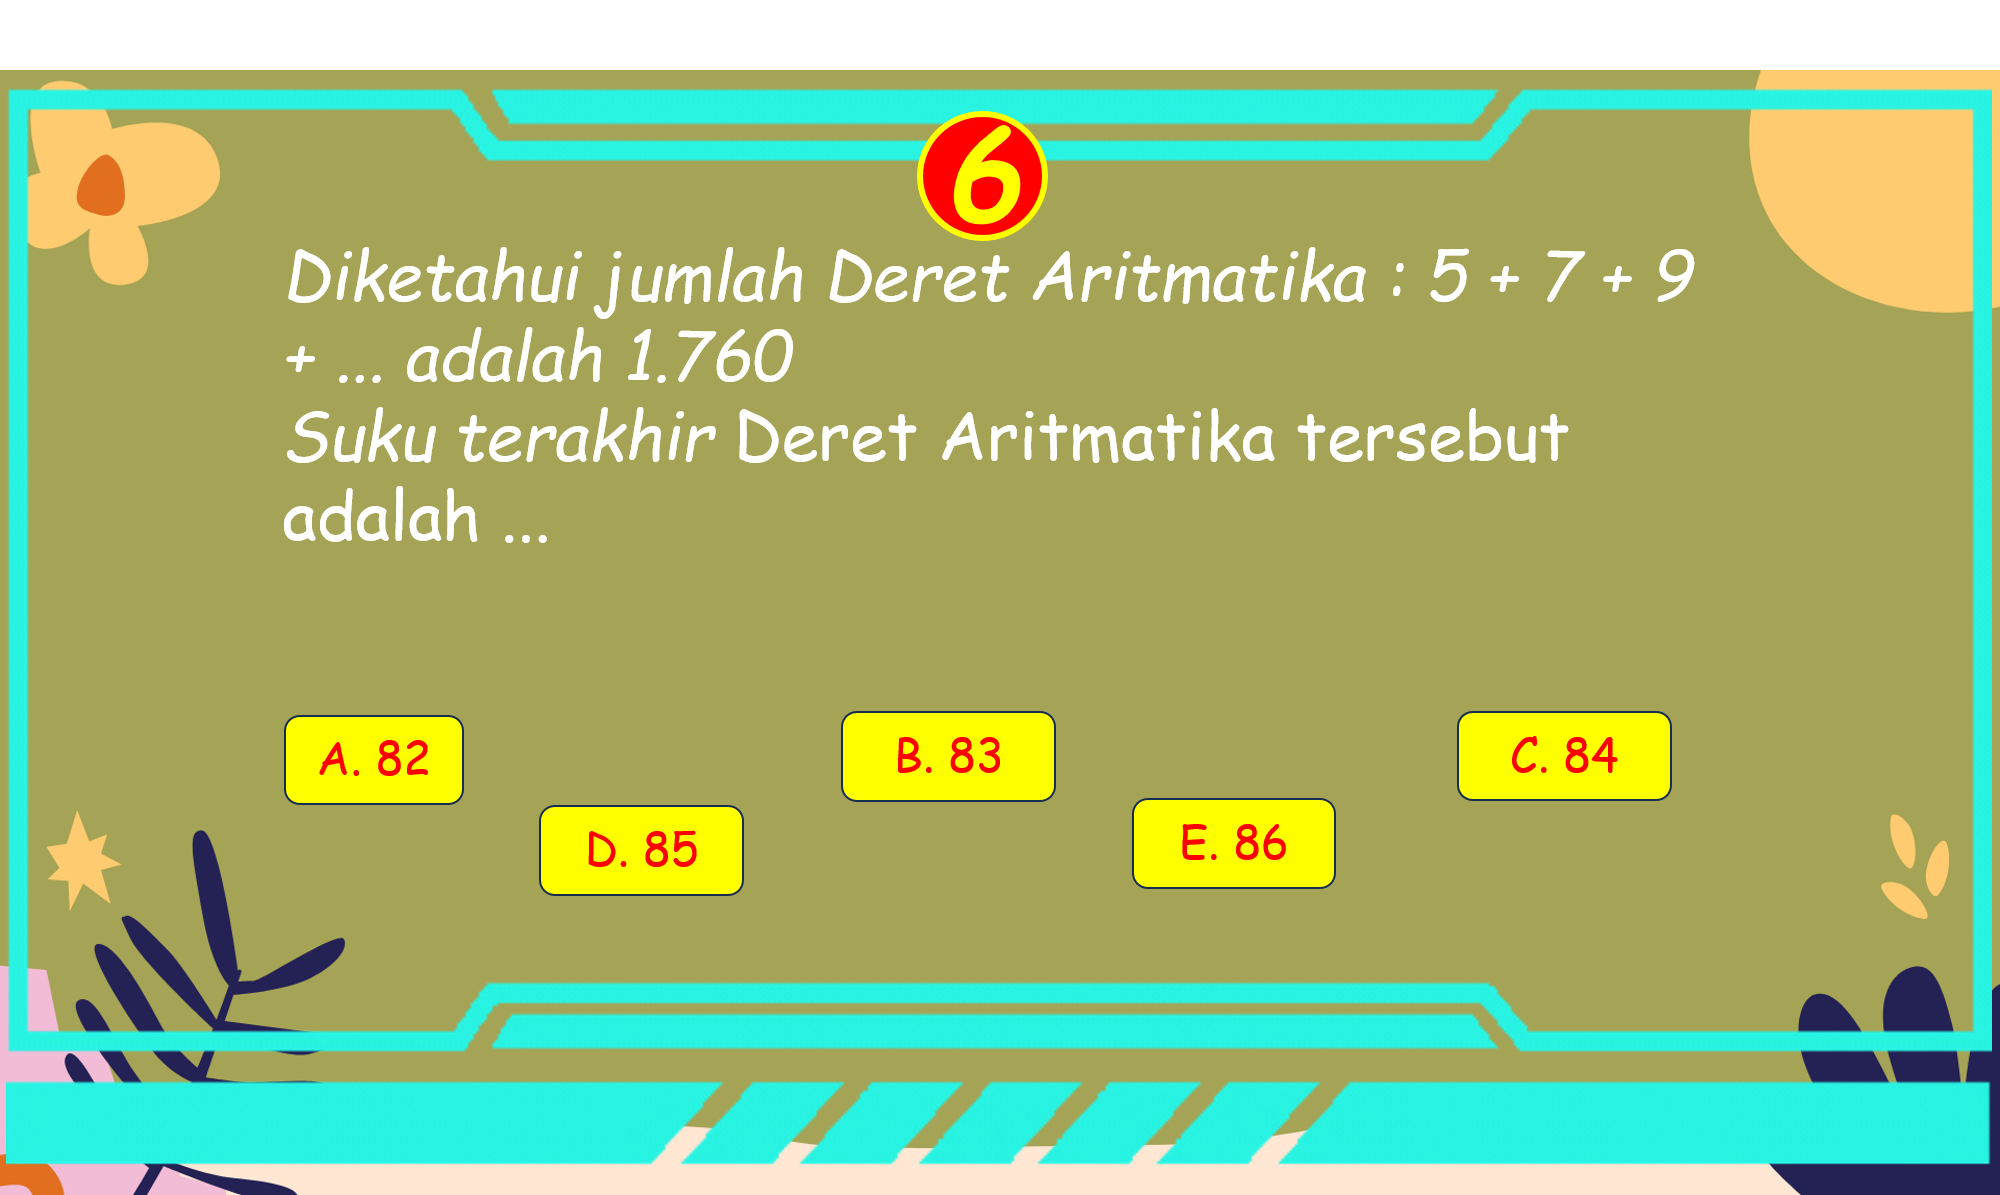 6
Diketahui jumlah Deret Aritmatika : 5 + 7 + 9
+ ... adalah 1.760
Suku terakhir Deret Aritmatika tersebut
adalah ...
A. 82
B. 83
C. 84
D. 85
E. 86